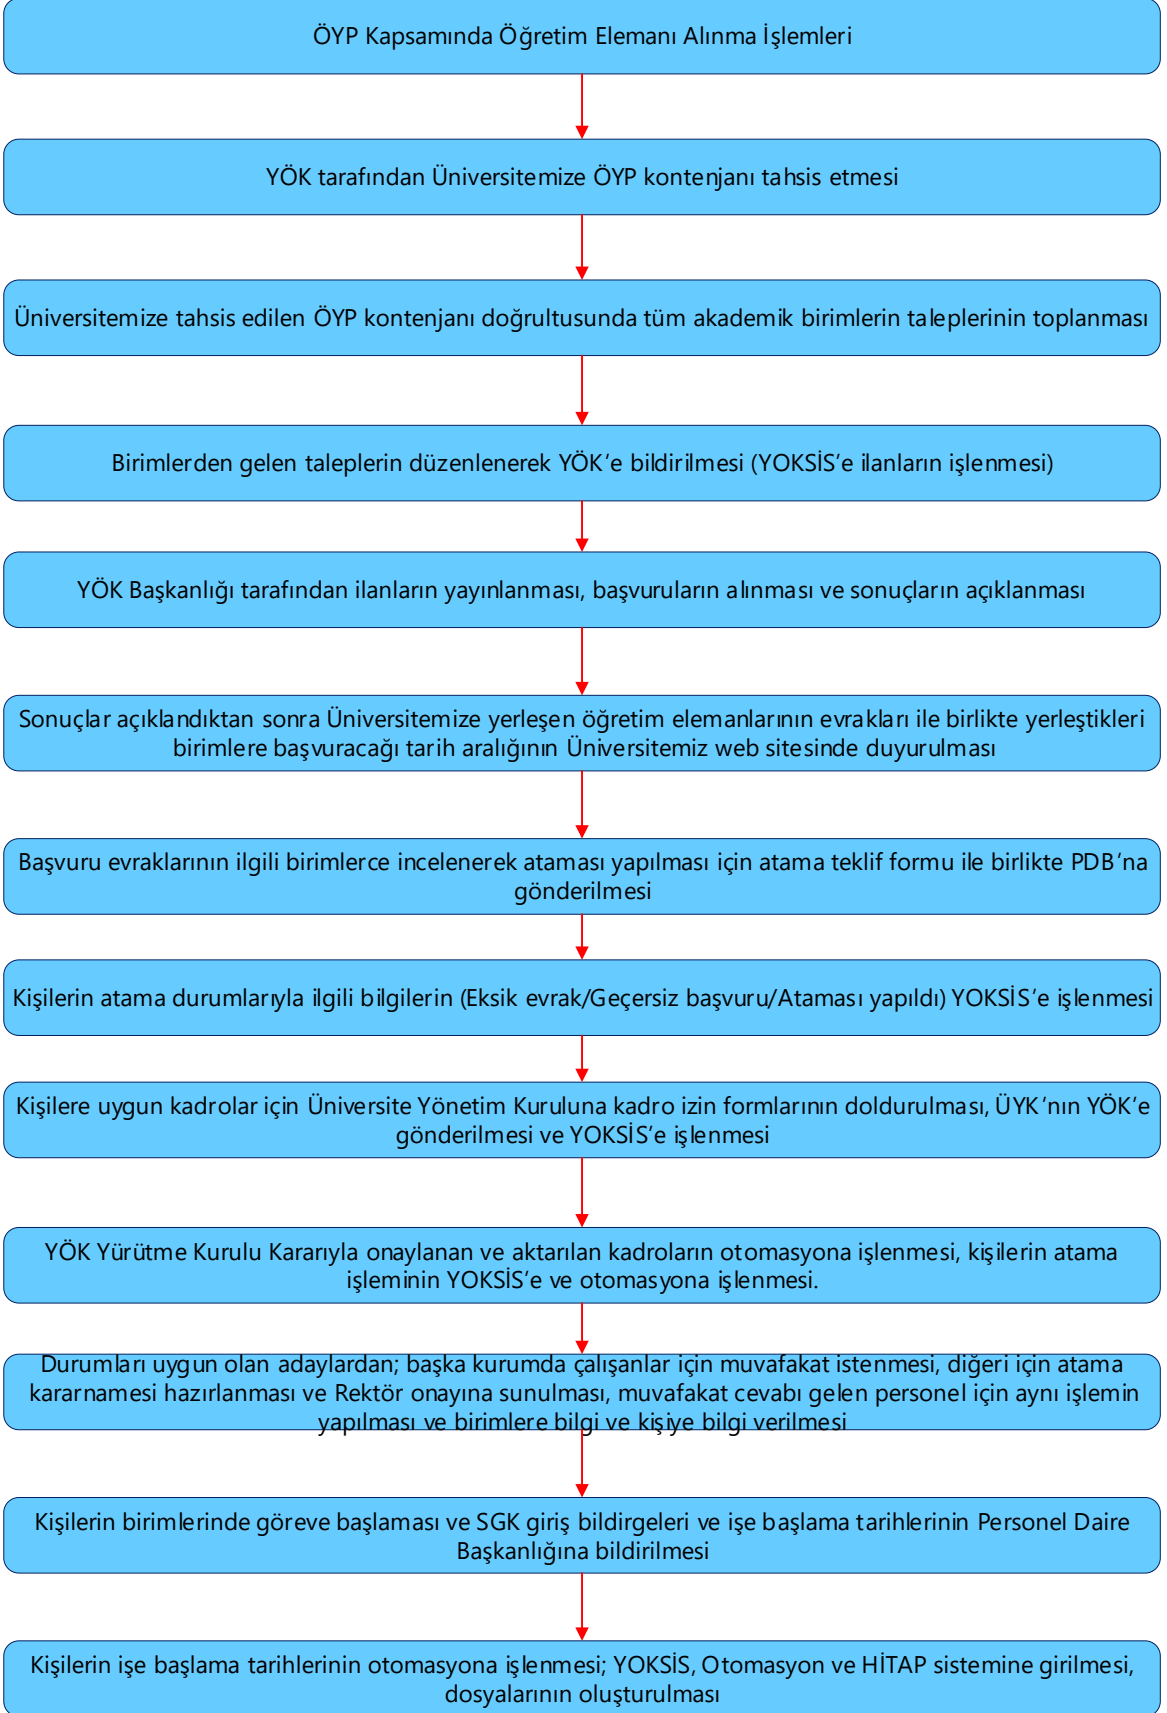 ÖYP Kapsamında Öğretim Elemanı Alınma İşlemleri
YÖK tarafından Üniversitemize ÖYP kontenjanı tahsis etmesi
Üniversitemize tahsis edilen ÖYP kontenjanı doğrultusunda tüm akademik birimlerin taleplerinin toplanması
Birimlerden gelen taleplerin düzenlenerek YÖK’e bildirilmesi (YOKSİS’e ilanların işlenmesi)
YÖK Başkanlığı tarafından ilanların yayınlanması, başvuruların alınması ve sonuçların açıklanması
Sonuçlar açıklandıktan sonra Üniversitemize yerleşen öğretim elemanlarının evrakları ile birlikte yerleştikleri
birimlere başvuracağı tarih aralığının Üniversitemiz web sitesinde duyurulması
Başvuru evraklarının ilgili birimlerce incelenerek ataması yapılması için atama teklif formu ile birlikte PDB’na
gönderilmesi
Kişilerin atama durumlarıyla ilgili bilgilerin (Eksik evrak/Geçersiz başvuru/Ataması yapıldı) YOKSİS’e işlenmesi
Kişilere uygun kadrolar için Üniversite Yönetim Kuruluna kadro izin formlarının doldurulması, ÜYK’nın YÖK’e
gönderilmesi ve YOKSİS’e işlenmesi
YÖK Yürütme Kurulu Kararıyla onaylanan ve aktarılan kadroların otomasyona işlenmesi, kişilerin atama
işleminin YOKSİS’e ve otomasyona işlenmesi.
Durumları uygun olan adaylardan; başka kurumda çalışanlar için muvafakat istenmesi, diğeri için atama
kararnamesi hazırlanması ve Rektör onayına sunulması, muvafakat cevabı gelen personel için aynı işlemin
yapılması ve birimlere bilgi ve kişiye bilgi verilmesi
Kişilerin birimlerinde göreve başlaması ve SGK giriş bildirgeleri ve işe başlama tarihlerinin Personel Daire
Başkanlığına bildirilmesi
Kişilerin işe başlama tarihlerinin otomasyona işlenmesi; YOKSİS, Otomasyon ve HİTAP sistemine girilmesi,
dosyalarının oluşturulması